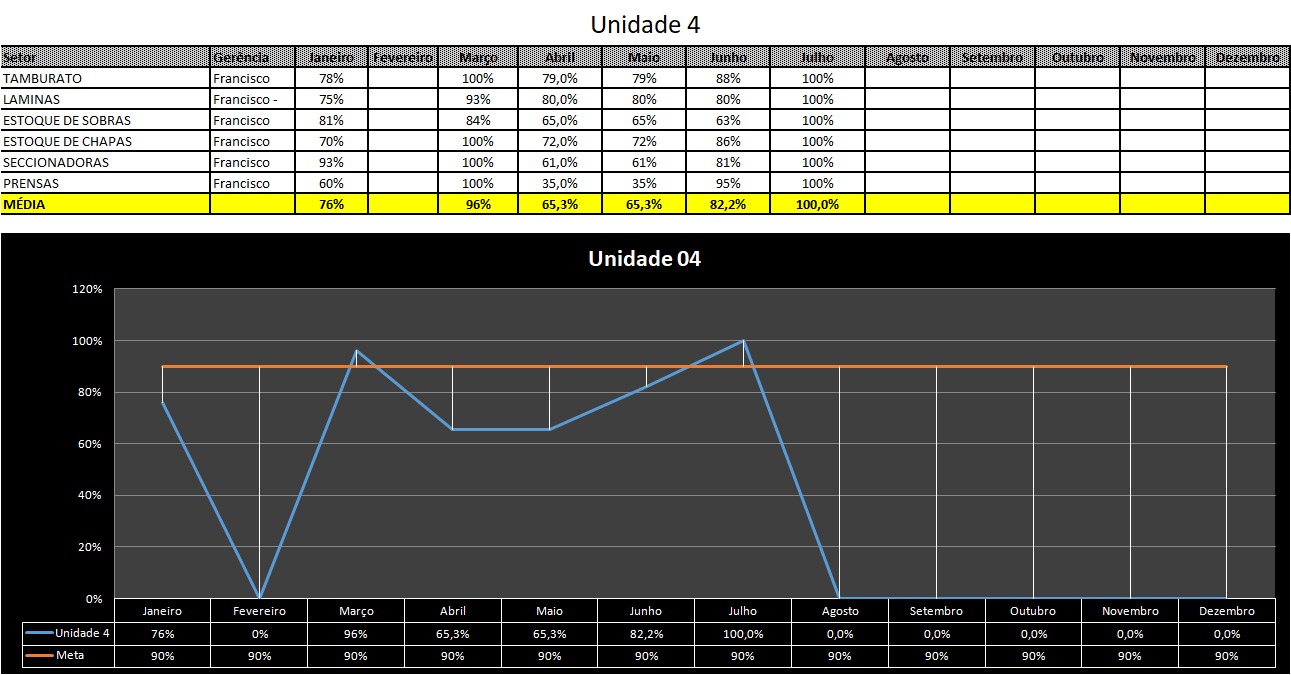 Unidade 4
Setor Gerência Janeiro Fevereiro Março Abril Maio Junho Julho Agosto Setembro Outubro Novembro Dezembro
TAMBURATO Francisco 78% 100% 79,0% 79% 88% 100%
LAMINAS Francisco - 75% 93% 80,0% 80% 80% 100%
ESTOQUE DE SOBRAS Francisco 81% 84% 65,0% 65% 63% 100%
ESTOQUE DE CHAPAS Francisco 70% 100% 72,0% 72% 86% 100%
SECCIONADORAS Francisco 93% 100% 61,0% 61% 81% 100%
PRENSAS Francisco 60% 100% 35,0% 35% 95% 100%
MÉDIA 76% 96% 65,3% 65,3% 82,2% 100,0%
Unidade 04
120%
100%
80%
60%
40%
20%
0%
Janeiro Fevereiro Março Abril Maio Junho Julho Agosto Setembro Outubro Novembro Dezembro
Unidade 4 76% 0% 96% 65,3% 65,3% 82,2% 100,0% 0,0% 0,0% 0,0% 0,0% 0,0%
Meta 90% 90% 90% 90% 90% 90% 90% 90% 90% 90% 90% 90%